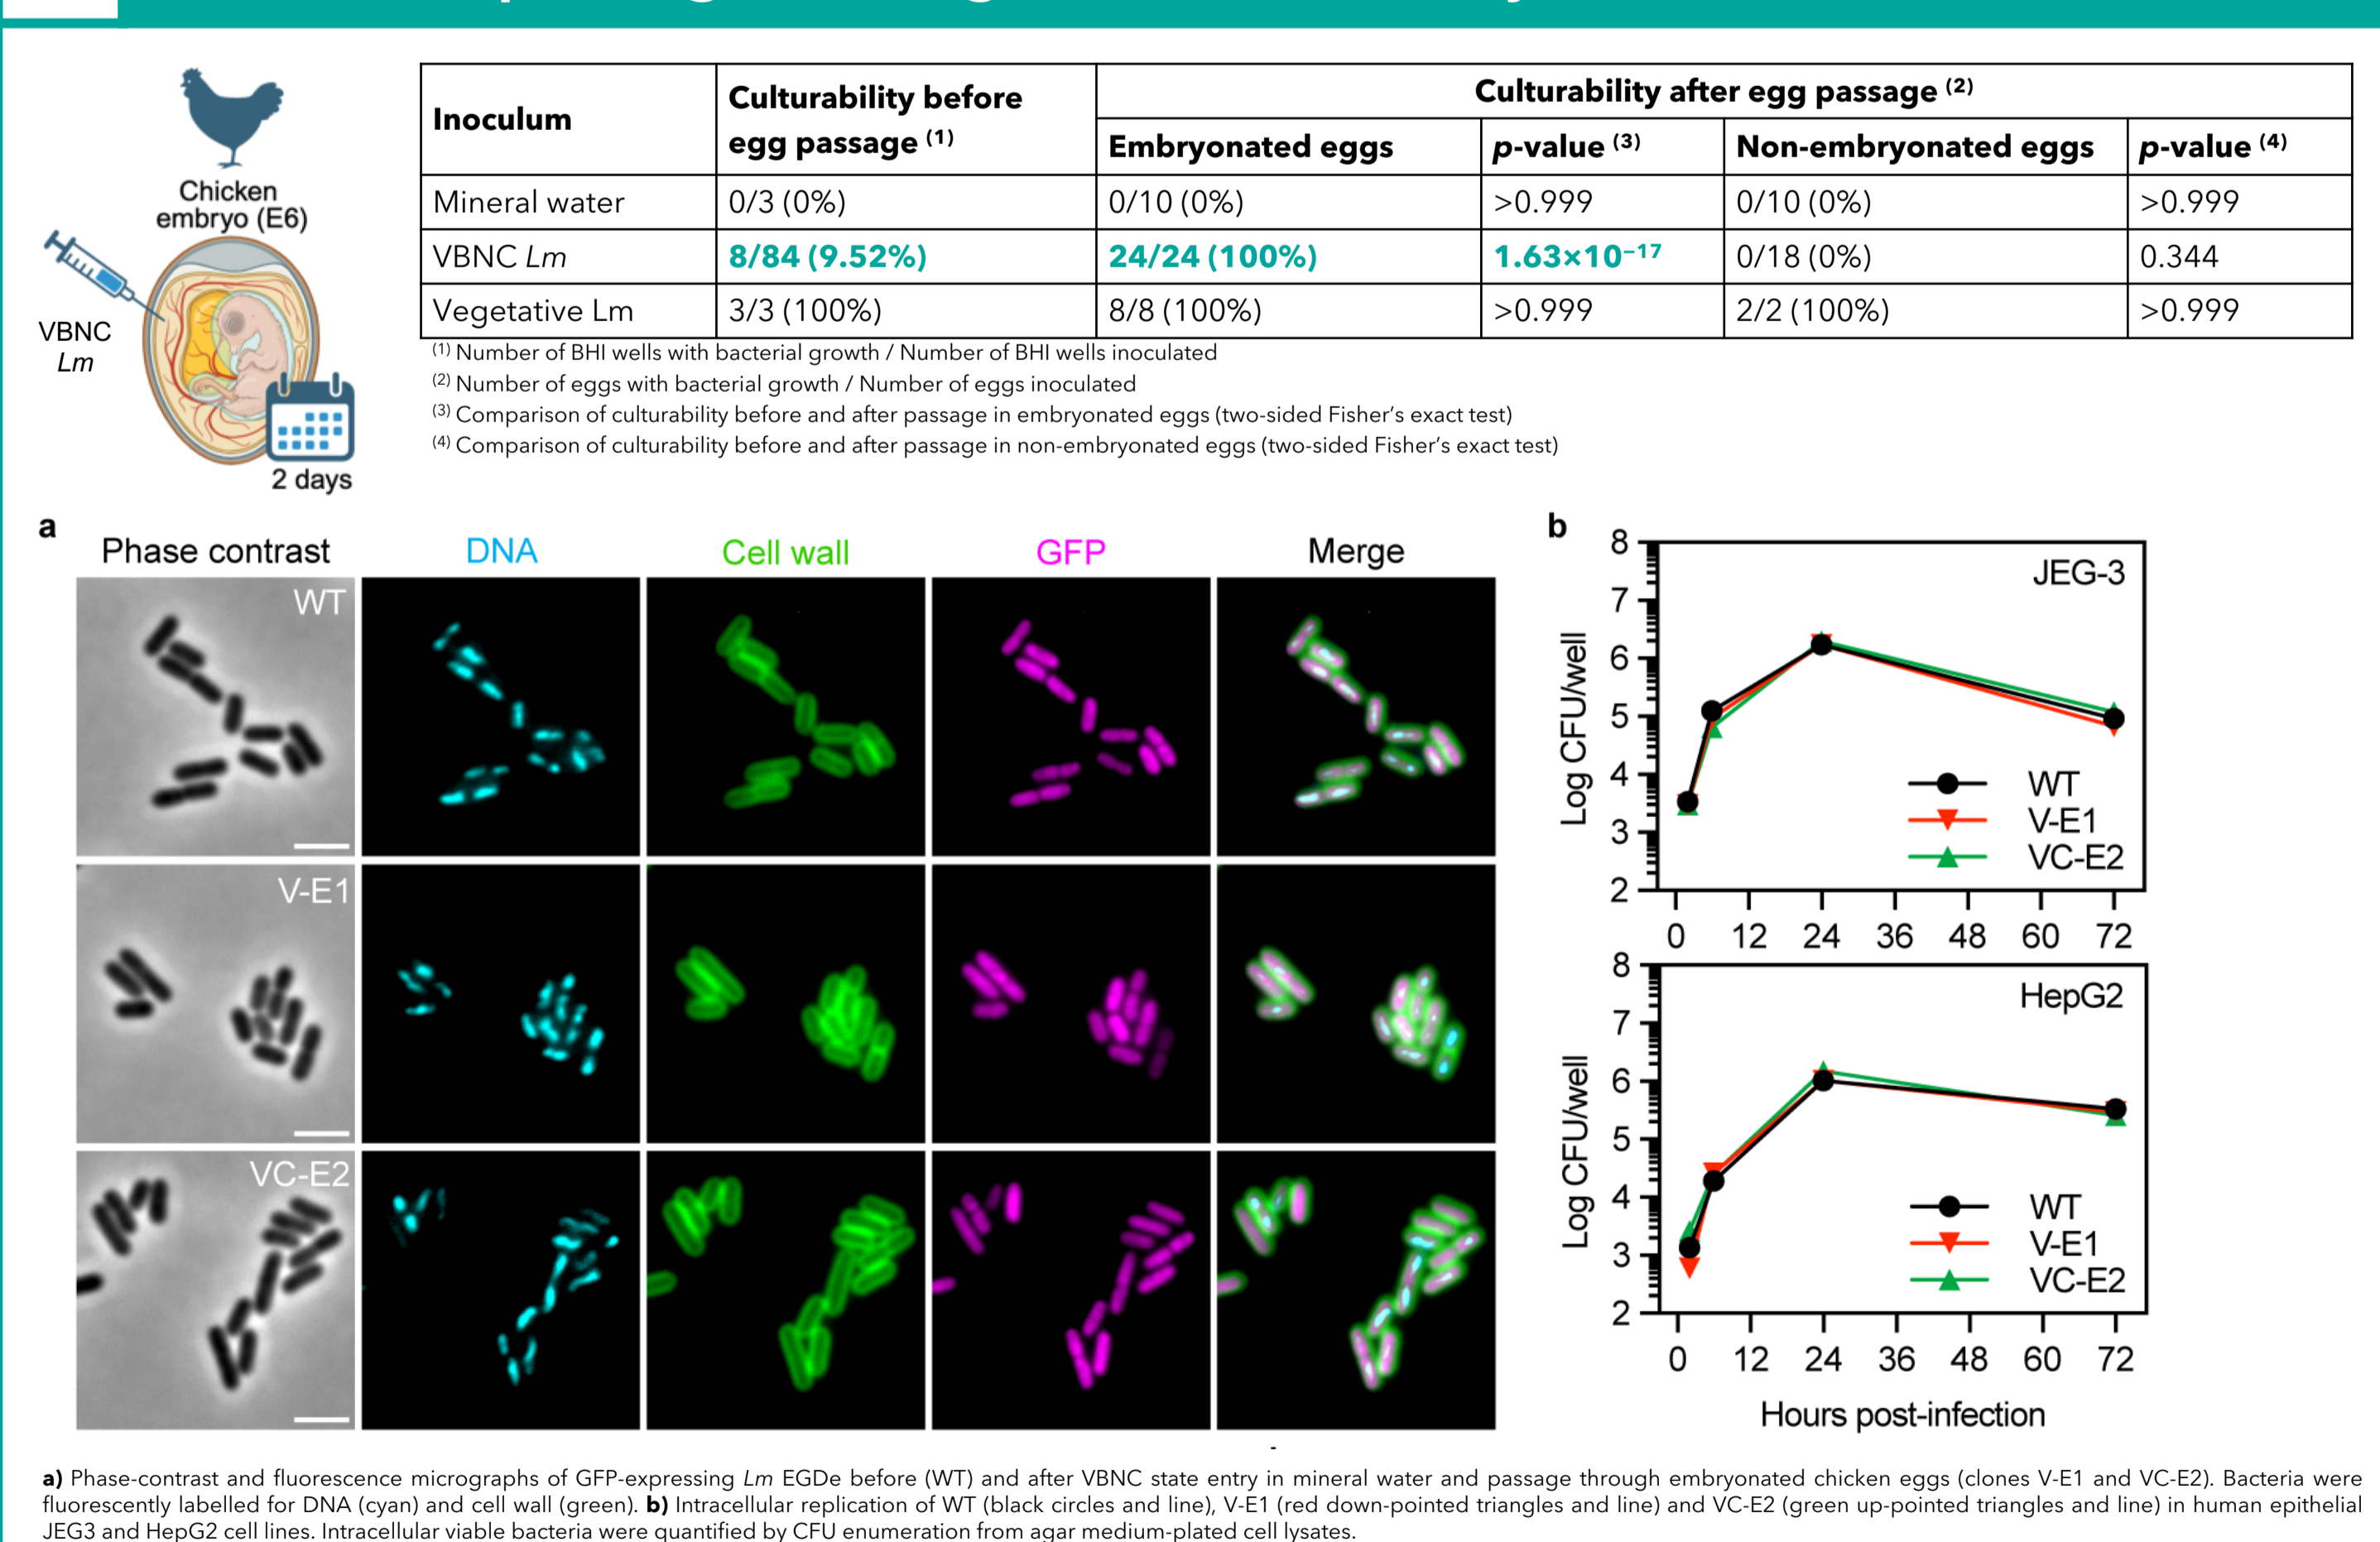 Chicken
embryo (E6)
VBNC
Lm
2 days
Inoculum
Culturability before
egg passage (1)
Culturability after egg passage (2)
Embryonated eggs
p-value (3)
Non-embryonated eggs
p-value (4)
Mineral water 0/3 (0%) 0/10 (0%) >0.999 0/10 (0%) >0.999
VBNC Lm 8/84 (9.52%) 24/24 (100%) 1.63×10⁻¹⁷ 0/18 (0%) 0.344
Vegetative Lm 3/3 (100%) 8/8 (100%) >0.999 2/2 (100%) >0.999
(1) Number of BHI wells with bacterial growth / Number of BHI wells inoculated
(2) Number of eggs with bacterial growth / Number of eggs inoculated
(3) Comparison of culturability before and after passage in embryonated eggs (two-sided Fisher's exact test)
(4) Comparison of culturability before and after passage in non-embryonated eggs (two-sided Fisher's exact test)
a
Phase contrast DNA Cell wall GFP Merge
WT
V-E1
VC-E2
b
JEG-3
Log CFU/well
8
7
6
5
4
3
2
WT
V-E1
VC-E2
0 12 24 36 48 60 72
HepG2
Log CFU/well
8
7
6
5
4
3
2
WT
V-E1
VC-E2
0 12 24 36 48 60 72
Hours post-infection
a) Phase-contrast and fluorescence micrographs of GFP-expressing Lm EGDe before (WT) and after VBNC state entry in mineral water and passage through embryonated chicken eggs (clones V-E1 and VC-E2). Bacteria were
fluorescently labelled for DNA (cyan) and cell wall (green). b) Intracellular replication of WT (black circles and line), V-E1 (red down-pointed triangles and line) and VC-E2 (green up-pointed triangles and line) in human epithelial
JEG3 and HepG2 cell lines. Intracellular viable bacteria were quantified by CFU enumeration from agar medium-plated cell lysates.